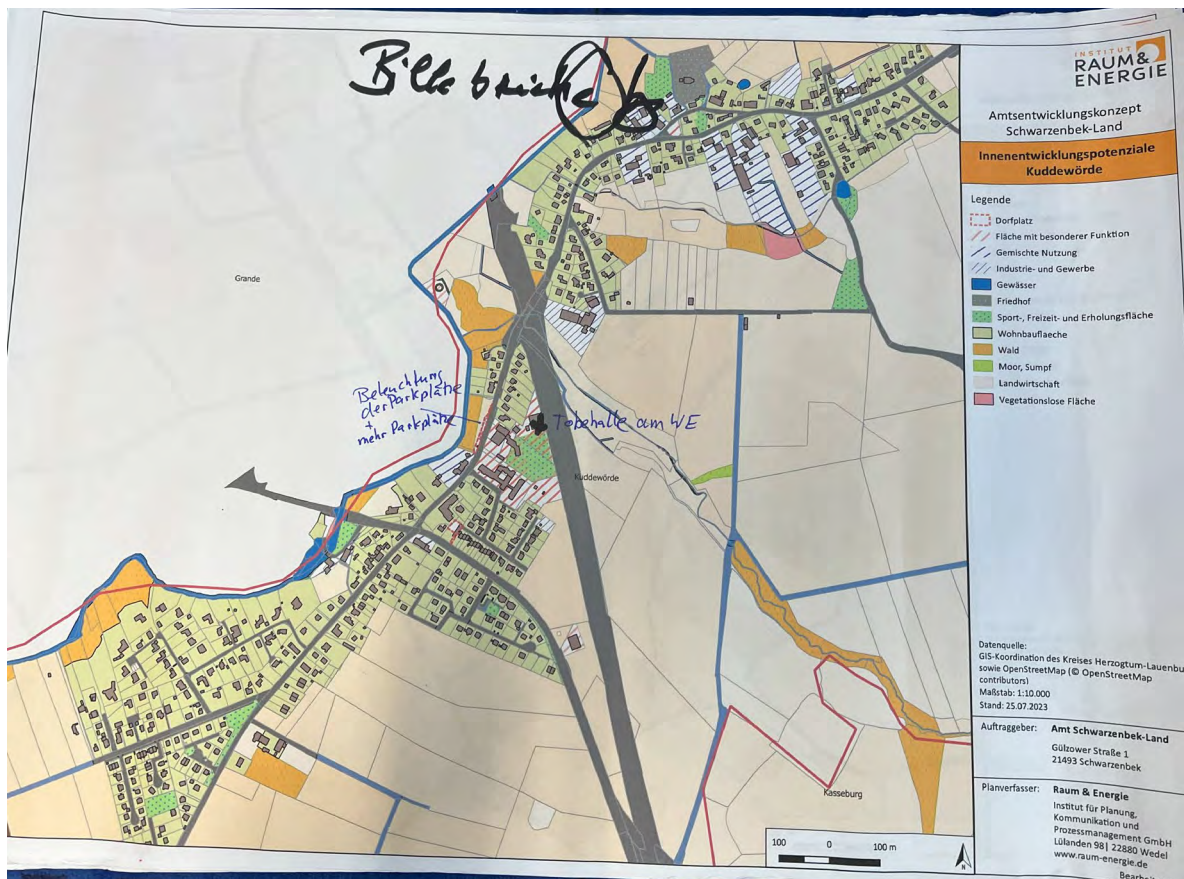 Billebrücke
INSTITUT
RAUM&
ENERGIE
Amtsentwicklungskonzept
Schwarzenbek-Land
Innenentwicklungspotenziale
Kuddewörde
Legende
Dorfplatz
Fläche mit besonderer Funktion
Gemischte Nutzung
Industrie- und Gewerbe
Gewässer
Friedhof
Sport-, Freizeit- und Erholungsfläche
Wohnbauflaeche
Wald
Moor, Sumpf
Landwirtschaft
Vegetationslose Fläche
Grande
Beleuchtung
der Parkplätze
+
mehr Parkplätze
Tobehalle am WE
Kuddewörde
Kasseburg
Datenquelle:
GIS-Koordination des Kreises Herzogtum-Lauenbu
sowie OpenStreetMap (© OpenStreetMap
contributors)
Maßstab: 1:10.000
Stand: 25.07.2023
Auftraggeber: Amt Schwarzenbek-Land
Gülzower Straße 1
21493 Schwarzenbek
Planverfasser: Raum & Energie
Institut für Planung,
Kommunikation und
Prozessmanagement GmbH
Lülanden 98| 22880 Wedel
www.raum-energie.de
Bearbei
100 0 100 m
N